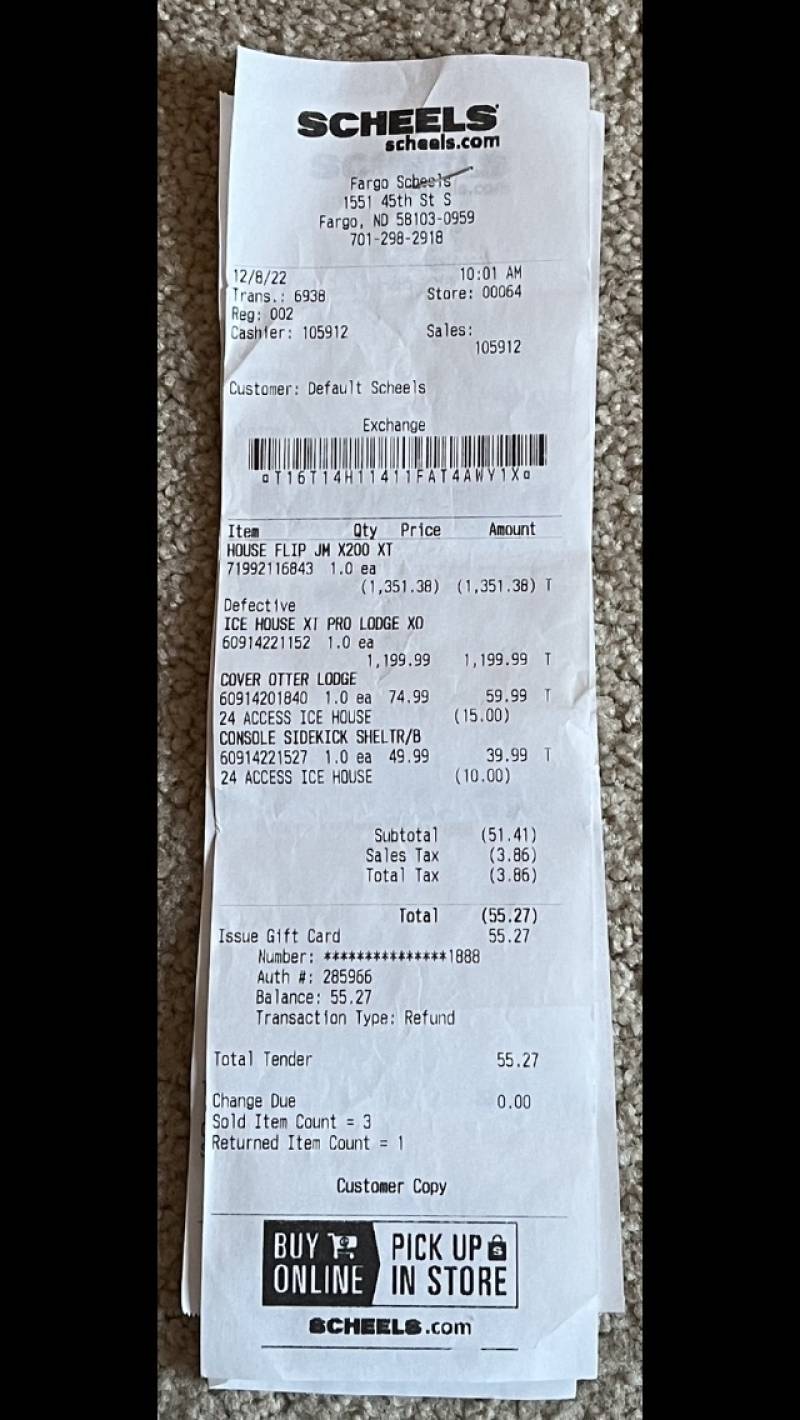 SCHEELS
scheels.com
Fargo Scheels
1551 45th St S
Fargo, ND 58103-0959
701-298-2918
12/8/22 10:01 AM
Trans.: 6938 Store: 00064
Reg: 002
Cashier: 105912 Sales:
105912
Customer: Default Scheels
Exchange
¤T16T14H11411FAT4AWY1X¤
Item Qty Price Amount
HOUSE FLIP JM X200 XT
71992116843 1.0 ea
(1,351.38) (1,351.38) T
Defective
ICE HOUSE XT PRO LODGE XO
60914221152 1.0 ea
1,199.99 1,199.99 T
COVER OTTER LODGE
60914201840 1.0 ea 74.99 59.99 T
24 ACCESS ICE HOUSE (15.00)
CONSOLE SIDEKICK SHELTR/B
60914221527 1.0 ea 49.99 39.99 T
24 ACCESS ICE HOUSE (10.00)
Subtotal (51.41)
Sales Tax (3.86)
Total Tax (3.86)
Total (55.27)
Issue Gift Card 55.27
Number: ***************1888
Auth #: 285966
Balance: 55.27
Transaction Type: Refund
Total Tender 55.27
Change Due 0.00
Sold Item Count = 3
Returned Item Count = 1
Customer Copy
BUY PICK UP S
ONLINE IN STORE
SCHEELS.com